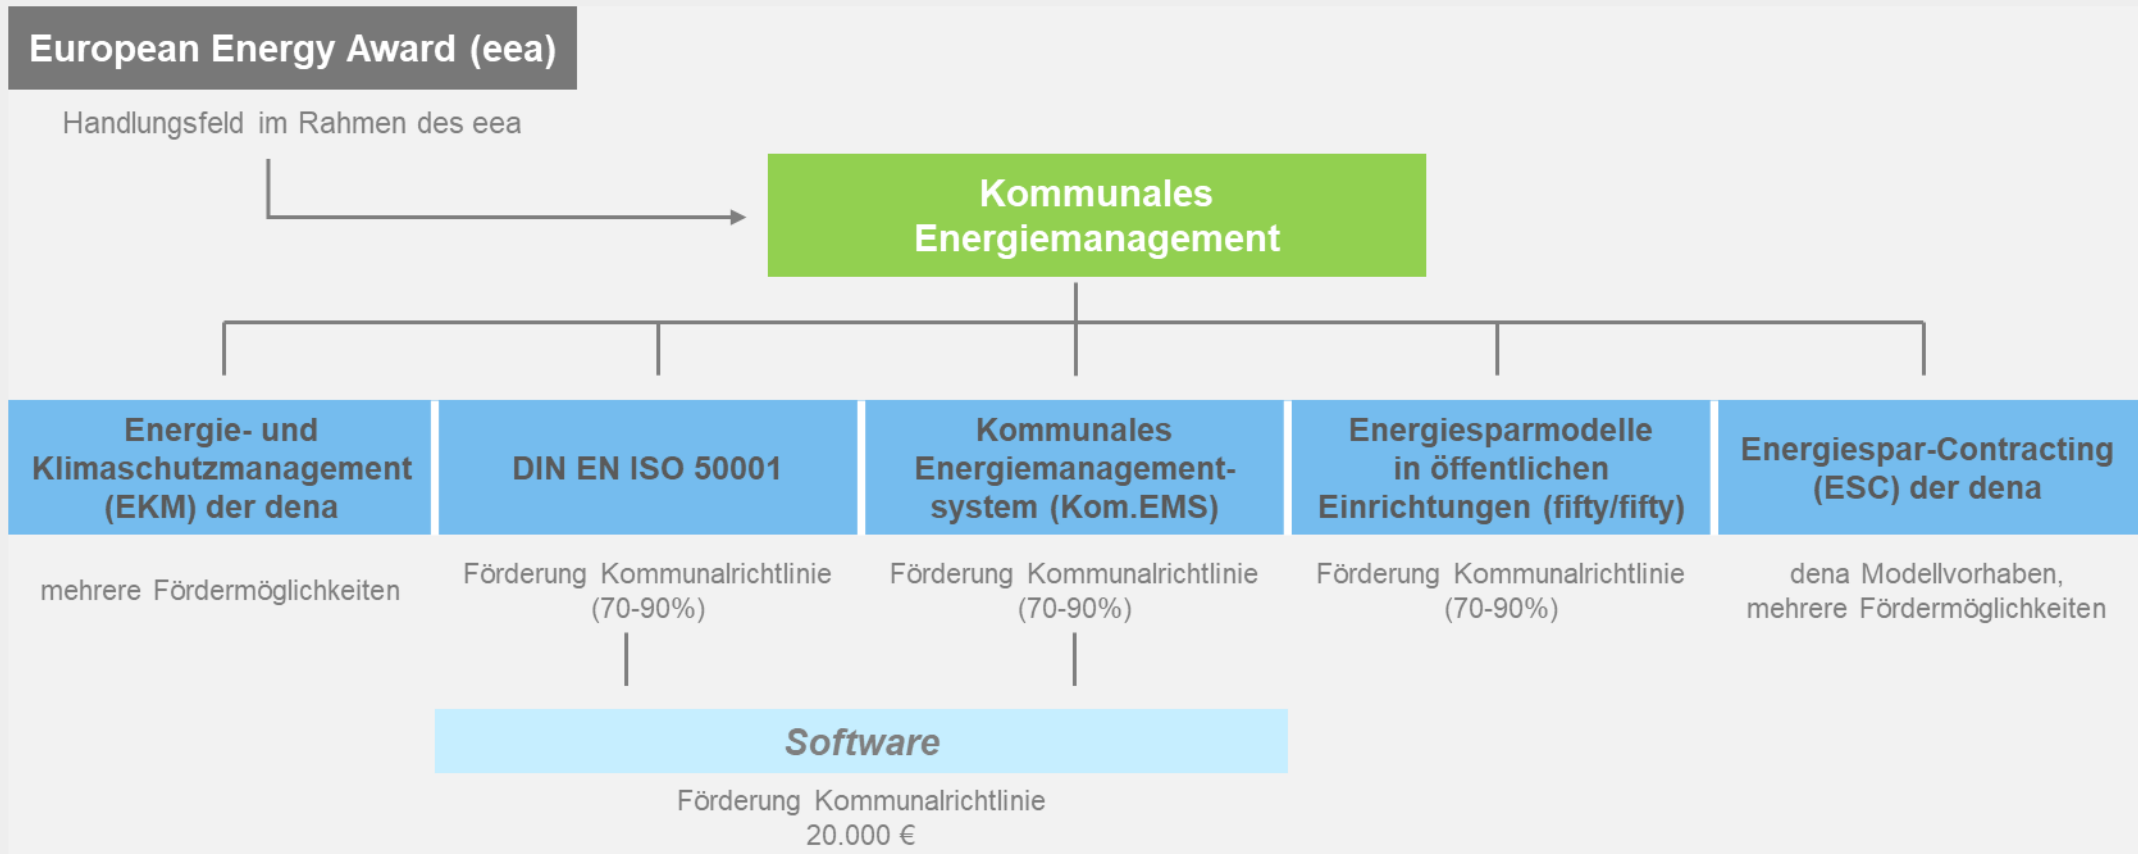 European Energy Award (eea)
Handlungsfeld im Rahmen des eea
Kommunales
Energiemanagement
Energie- und
Klimaschutzmanagement
(EKM) der dena
mehrere Fördermöglichkeiten
DIN EN ISO 50001
Förderung Kommunalrichtlinie
(70-90%)
Kommunales
Energiemanagement-
system (Kom.EMS)
Förderung Kommunalrichtlinie
(70-90%)
Energiesparmodelle
in öffentlichen
Einrichtungen (fifty/fifty)
Förderung Kommunalrichtlinie
(70-90%)
Energiespar-Contracting
(ESC) der dena
dena Modellvorhaben,
mehrere Fördermöglichkeiten
Software
Förderung Kommunalrichtlinie
20.000 €